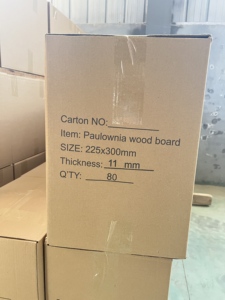 Carton NO:
Item: Paulownia wood board
SIZE: 225x300mm
Thickness: 11 mm
Q'TY: 80